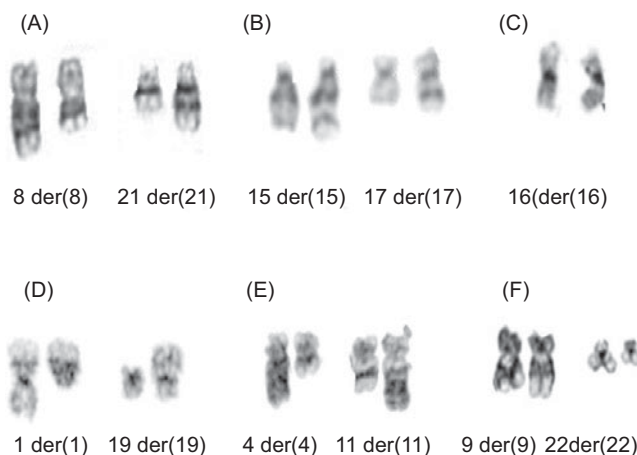 (A) (B) (C)
8 der(8) 21 der(21) 15 der(15) 17 der(17) 16(der(16)
(D) (E) (F)
1 der(1) 19 der(19) 4 der(4) 11 der(11) 9 der(9) 22der(22)